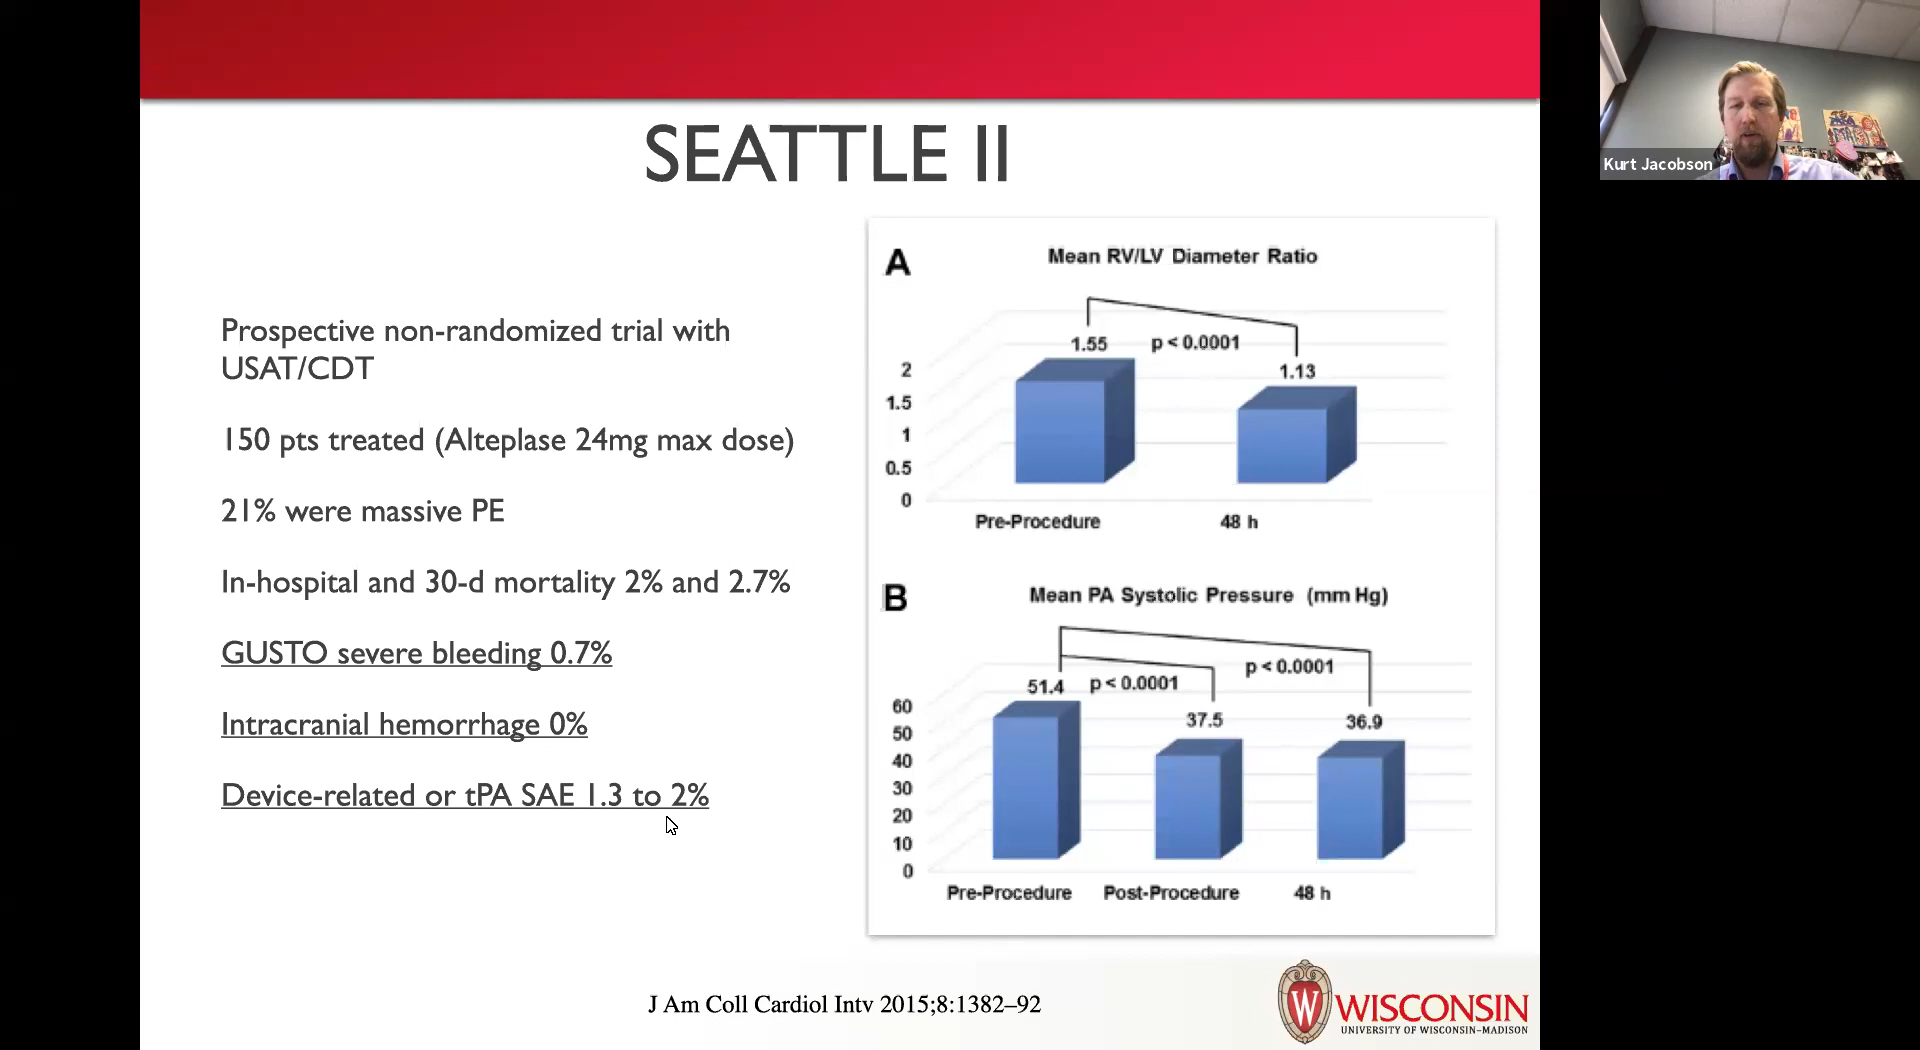 SEATTLE II
Kurt Jacobson
Prospective non-randomized trial with
USAT/CDT
150 pts treated (Alteplase 24mg max dose)
21% were massive PE
In-hospital and 30-d mortality 2% and 2.7%
GUSTO severe bleeding 0.7%
Intracranial hemorrhage 0%
Device-related or tPA SAE 1.3 to 2%
A
Mean RV/LV Diameter Ratio
1.55
p < 0.0001
1.13
2
1.5
1
0.5
0
Pre-Procedure
48 h
B
Mean PA Systolic Pressure (mm Hg)
51.4
p < 0.0001
p < 0.0001
37.5
36.9
60
50
40
30
20
10
0
Pre-Procedure
Post-Procedure
48 h
J Am Coll Cardiol Intv 2015;8:1382–92
W
WISCONSIN
UNIVERSITY OF WISCONSIN–MADISON